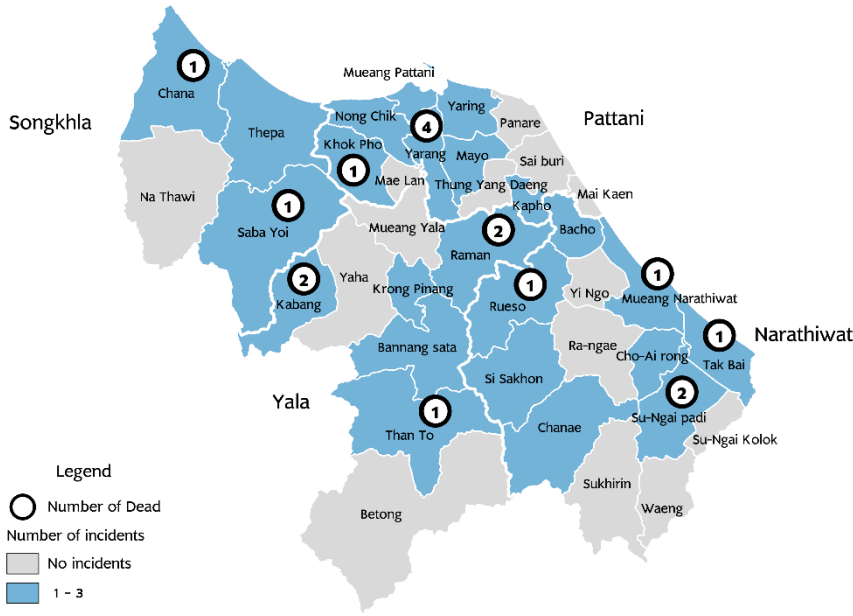 1
Chana
Mueang Pattani
Songkhla
Thepa
Nong Chik
4
Yaring
Panare
Pattani
Khok Pho
1
Yarang
Mayo
Sai buri
Na Thawi
Mae Lan
Thung Yang Daeng
Mai Kaen
1
Saba Yoi
Kapho
Mueang Yala
2
Raman
Bacho
2
Kabang
Yaha
Krong Pinang
1
Rueso
Yi Ngo
1
Mueang Narathiwat
Bannang sata
Ra-ngae
1
Narathiwat
Cho-Ai rong
Tak Bai
Si Sakhon
2
Yala
1
Than To
Chanae
Su-Ngai padi
Su-Ngai Kolok
Betong
Sukhirin
Waeng
Legend
Number of Dead
Number of incidents
No incidents
1 - 3